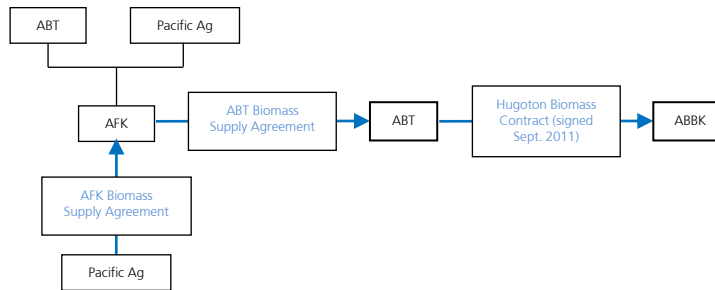 ABT
Pacific Ag
AFK
ABT Biomass
Supply Agreement
ABT
Hugoton Biomass
Contract (signed
Sept. 2011)
ABBK
AFK Biomass
Supply Agreement
Pacific Ag